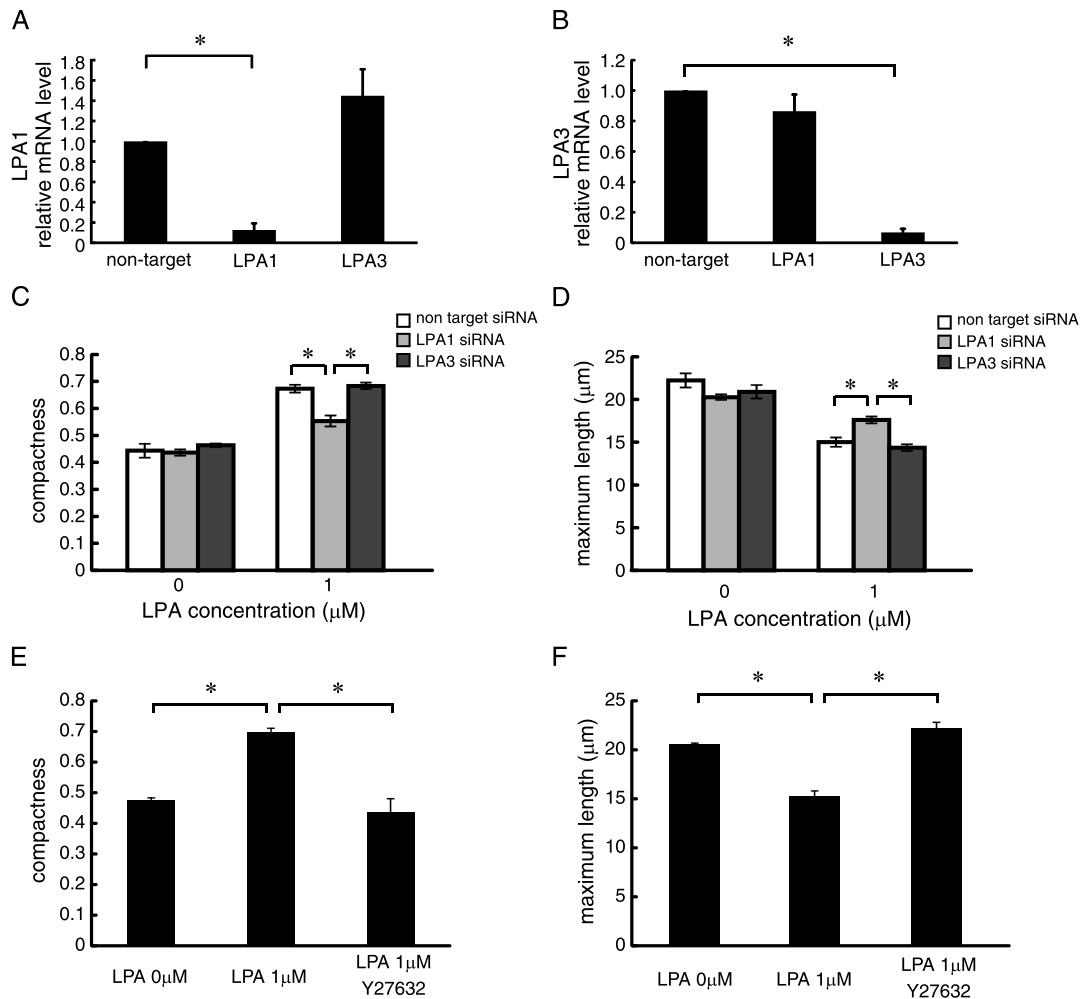 A
*
LPA1
relative mRNA level
1.8
1.6
1.4
1.2
1.0
0.8
0.6
0.4
0.2
0
non-target
LPA1
LPA3
B
*
LPA3
relative mRNA level
1.2
1.0
0.8
0.6
0.4
0.2
0
non-target
LPA1
LPA3
C
non target siRNA
LPA1 siRNA
LPA3 siRNA
* *
compactness
0.8
0.7
0.6
0.5
0.4
0.3
0.2
0.1
0
0
1
LPA concentration (μM)
D
non target siRNA
LPA1 siRNA
LPA3 siRNA
* *
maximum length (μm)
25
20
15
10
5
0
0
1
LPA concentration (μM)
E
* *
compactness
0.8
0.7
0.6
0.5
0.4
0.3
0.2
0.1
0
LPA 0μM
LPA 1μM
LPA 1μM
Y27632
F
* *
maximum length (μm)
25
20
15
10
5
0
LPA 0μM
LPA 1μM
LPA 1μM
Y27632